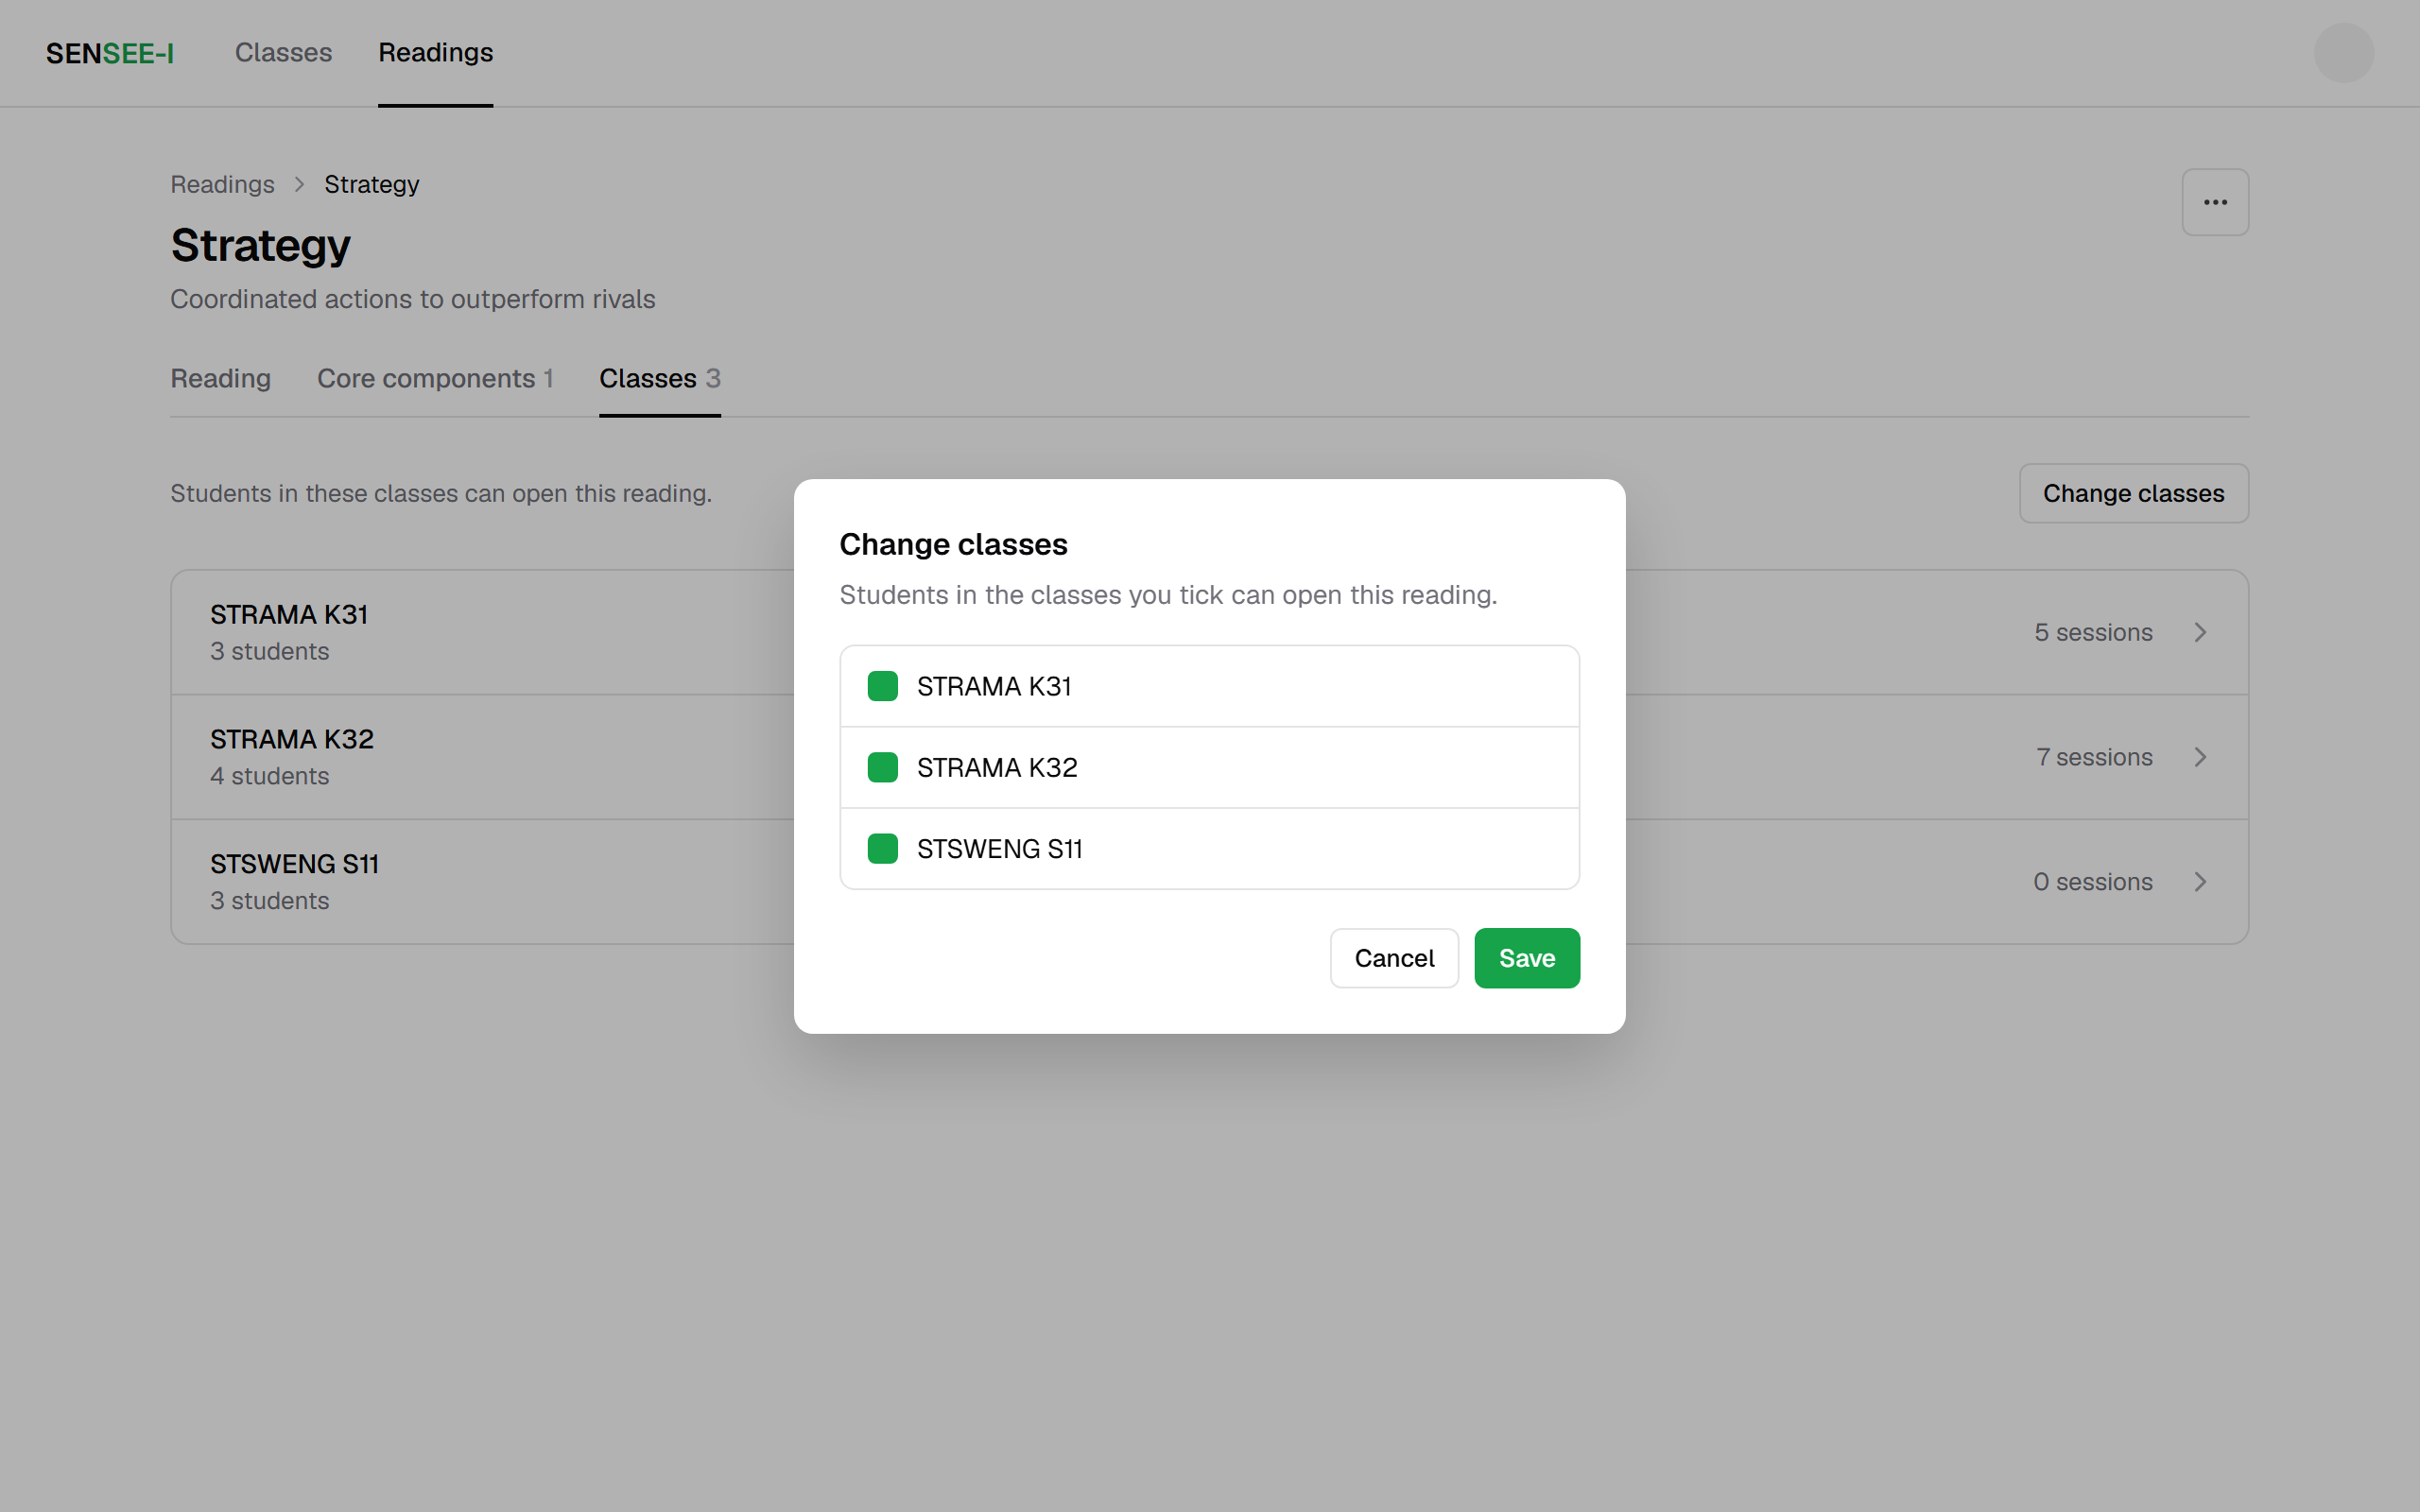 SENSEE-I Classes Readings
Readings Strategy
Strategy
Coordinated actions to outperform rivals
Reading Core components 1 Classes 3
Students in these classes can open this reading. Change classes
STRAMA K31
3 students
5 sessions
STRAMA K32
4 students
7 sessions
STSWENG S11
3 students
0 sessions
Change classes
Students in the classes you tick can open this reading.
STRAMA K31
STRAMA K32
STSWENG S11
Cancel Save